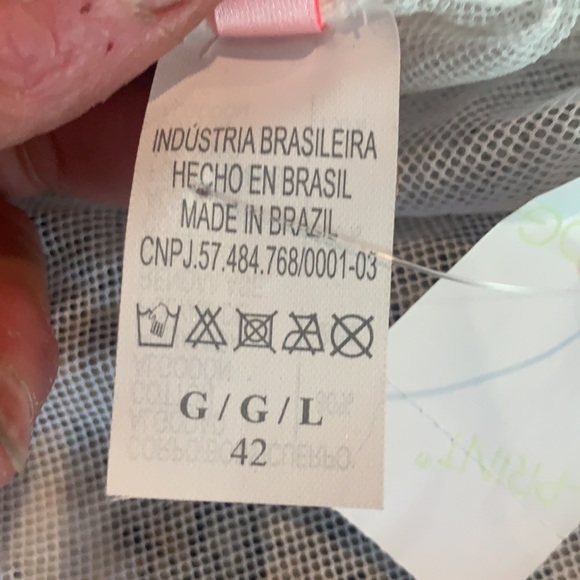 INDÚSTRIA BRASILEIRA
HECHO EN BRASIL
MADE IN BRAZIL
CNPJ.57.484.768/0001-03
G / G / L
42